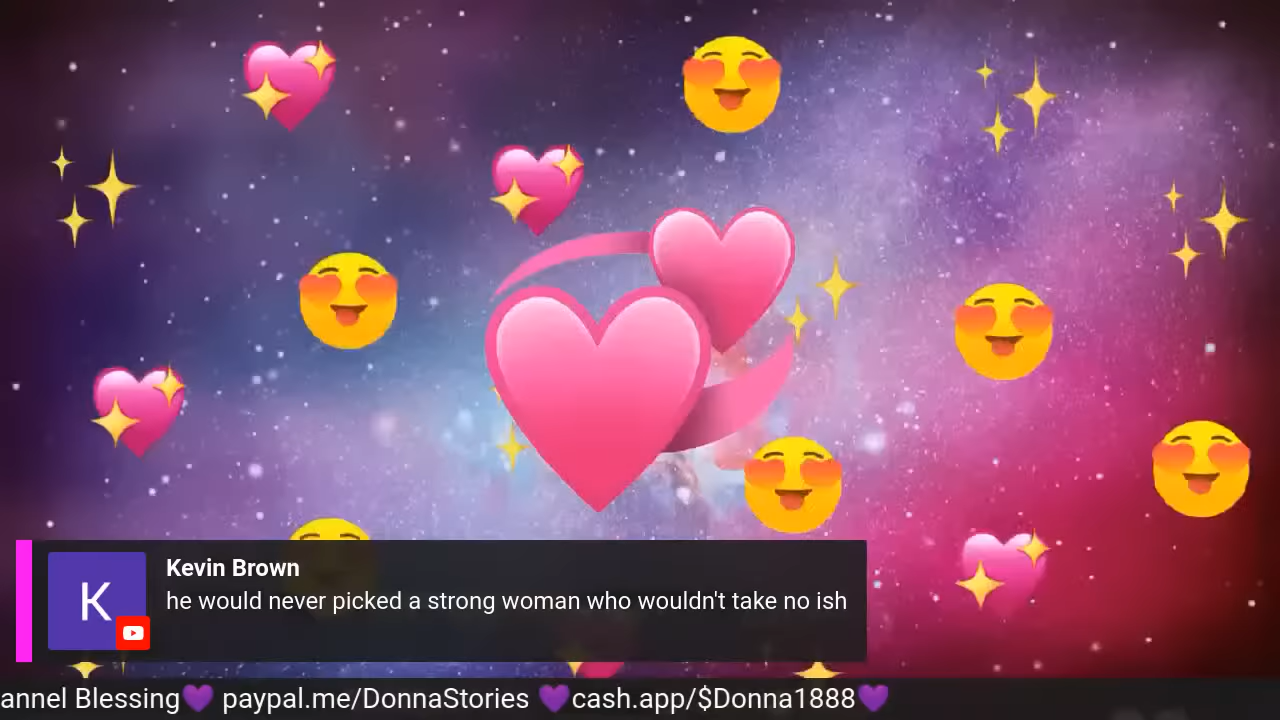 K
Kevin Brown
he would never picked a strong woman who wouldn't take no ish
annel Blessing💜 paypal.me/DonnaStories 💜cash.app/$Donna1888💜